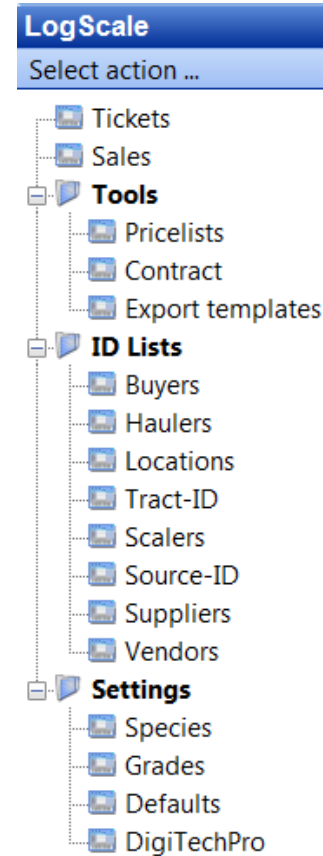 LogScale
Select action ...
Tickets
Sales
Tools
Pricelists
Contract
Export templates
ID Lists
Buyers
Haulers
Locations
Tract-ID
Scalers
Source-ID
Suppliers
Vendors
Settings
Species
Grades
Defaults
DigiTechPro